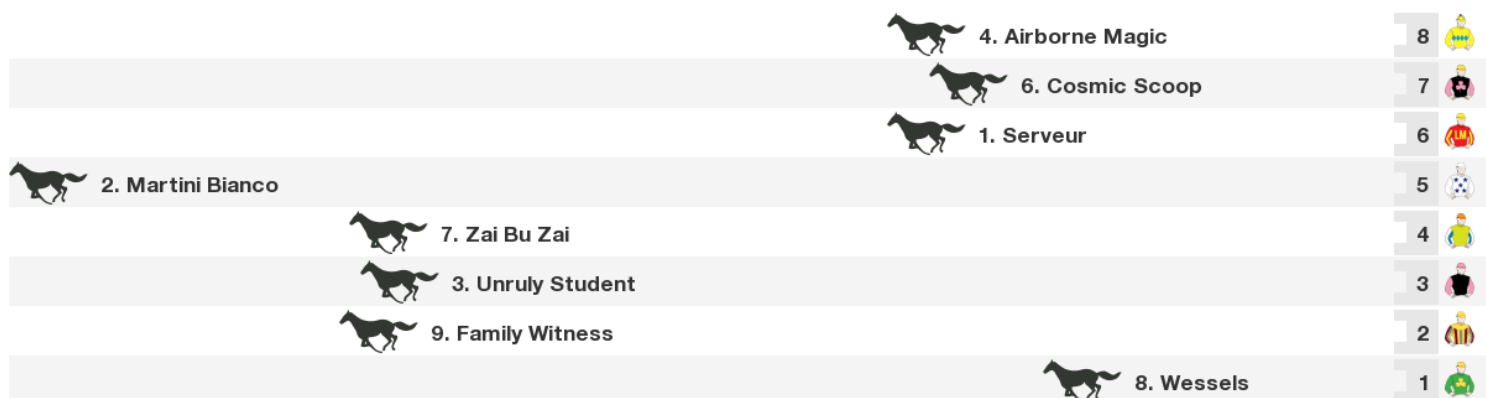 4. Airborne Magic 8
6. Cosmic Scoop 7
1. Serveur 6 LM
2. Martini Bianco 5
7. Zai Bu Zai 4
3. Unruly Student 3
9. Family Witness 2
8. Wessels 1